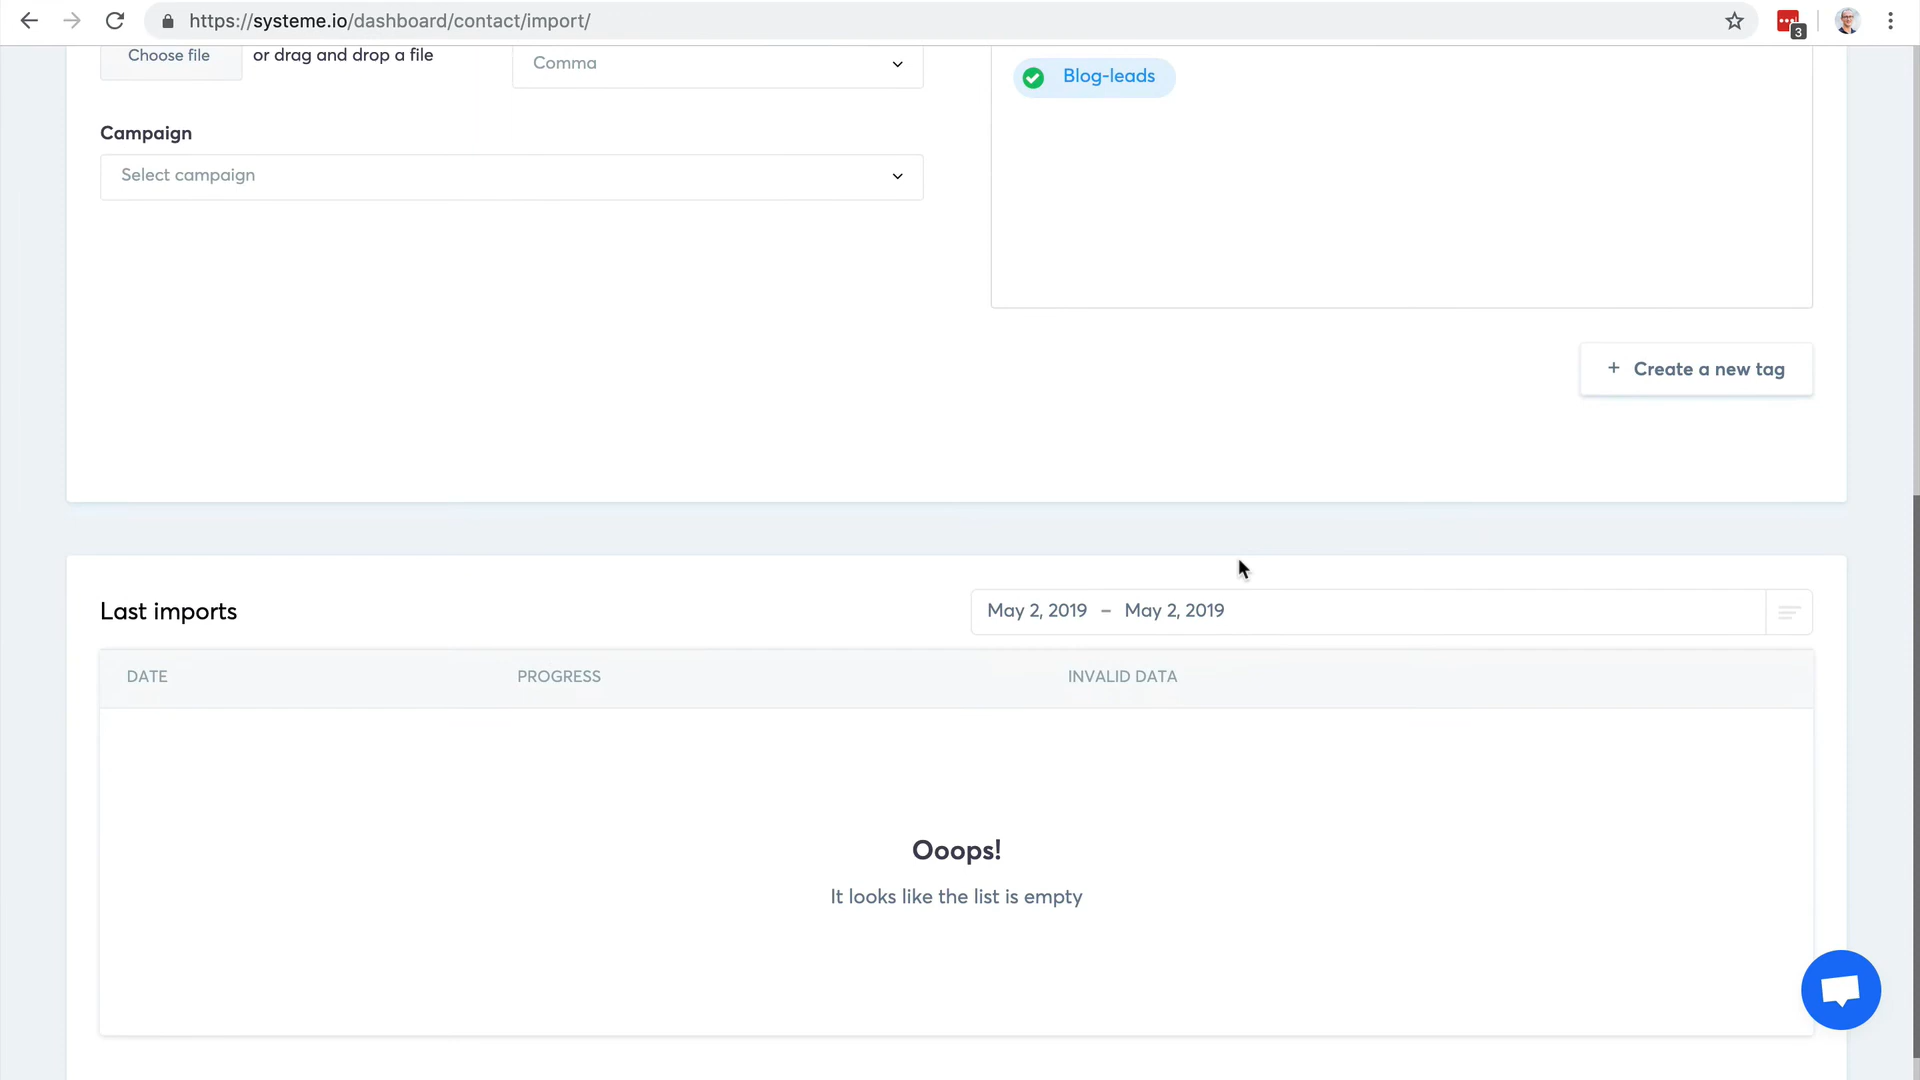 https://systeme.io/dashboard/contact/import/
3
Choose file
or drag and drop a file
Comma
Blog-leads
Campaign
Select campaign
+ Create a new tag
Last imports
May 2, 2019 – May 2, 2019
DATE
PROGRESS
INVALID DATA
Ooops!
It looks like the list is empty